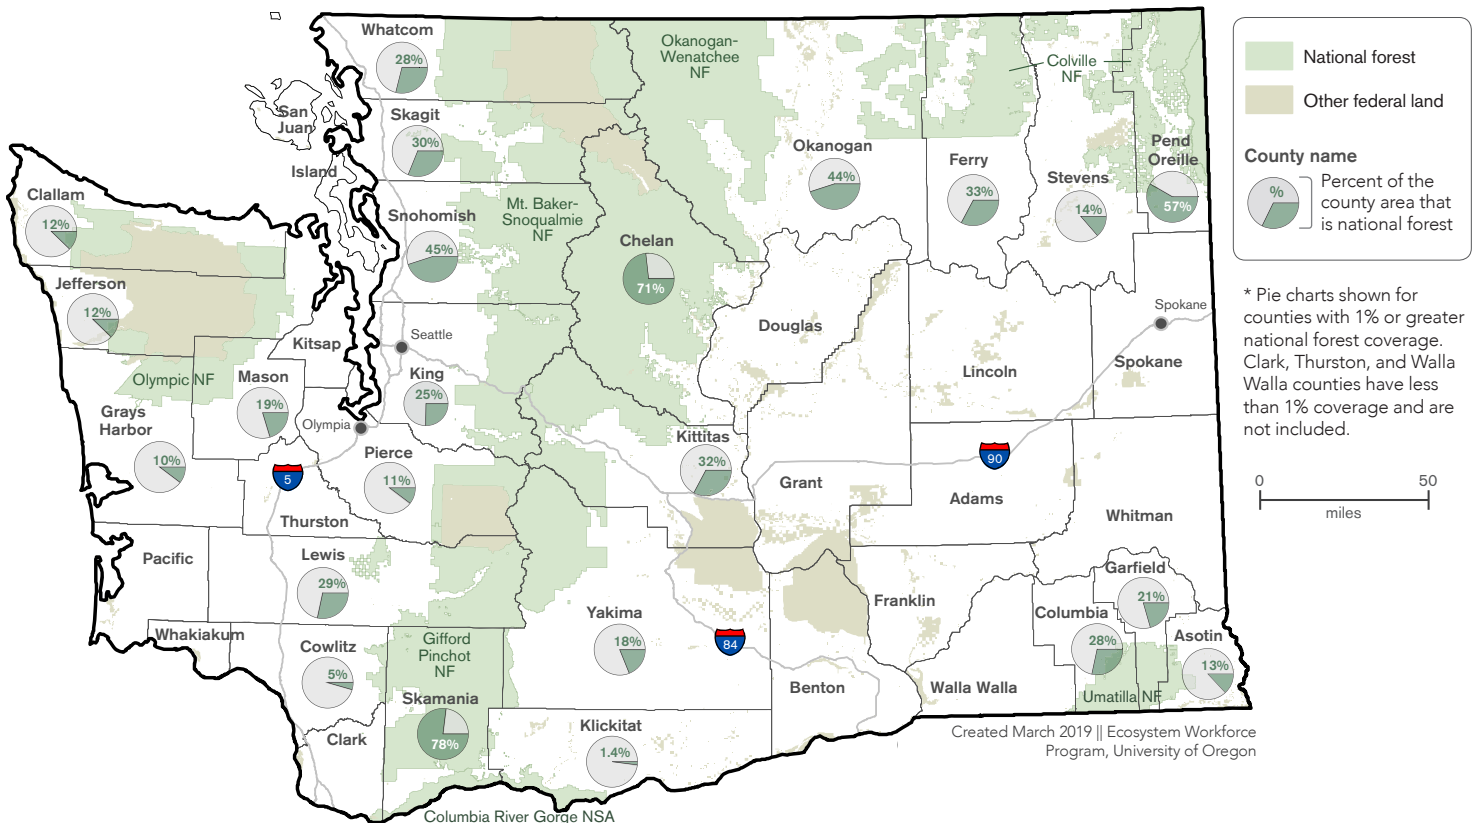 Whatcom
28%
Okanogan-
Wenatchee
NF
Colville
NF
San
Juan
Skagit
30%
Island
Okanogan
44%
Ferry
33%
Stevens
14%
Pend
Oreille
57%
Clallam
12%
Snohomish
45%
Mt. Baker-
Snoqualmie
NF
Chelan
71%
Jefferson
12%
Douglas
Spokane
Kitsap
Seattle
Lincoln
Spokane
Olympic NF
Mason
19%
King
25%
Grays
Harbor
10%
Olympia
Kittitas
32%
Pierce
11%
5
90
Grant
Adams
Thurston
Whitman
Pacific
Lewis
29%
Garfield
21%
Yakima
18%
Franklin
Columbia
28%
Whakiakum
Cowlitz
5%
Gifford
Pinchot
NF
84
Asotin
13%
Skamania
78%
Benton
Walla Walla
Umatilla NF
Clark
Klickitat
1.4%
Columbia River Gorge NSA
National forest
Other federal land
County name
%
Percent of the
county area that
is national forest
* Pie charts shown for
counties with 1% or greater
national forest coverage.
Clark, Thurston, and Walla
Walla counties have less
than 1% coverage and are
not included.
0
50
miles
Created March 2019 || Ecosystem Workforce
Program, University of Oregon